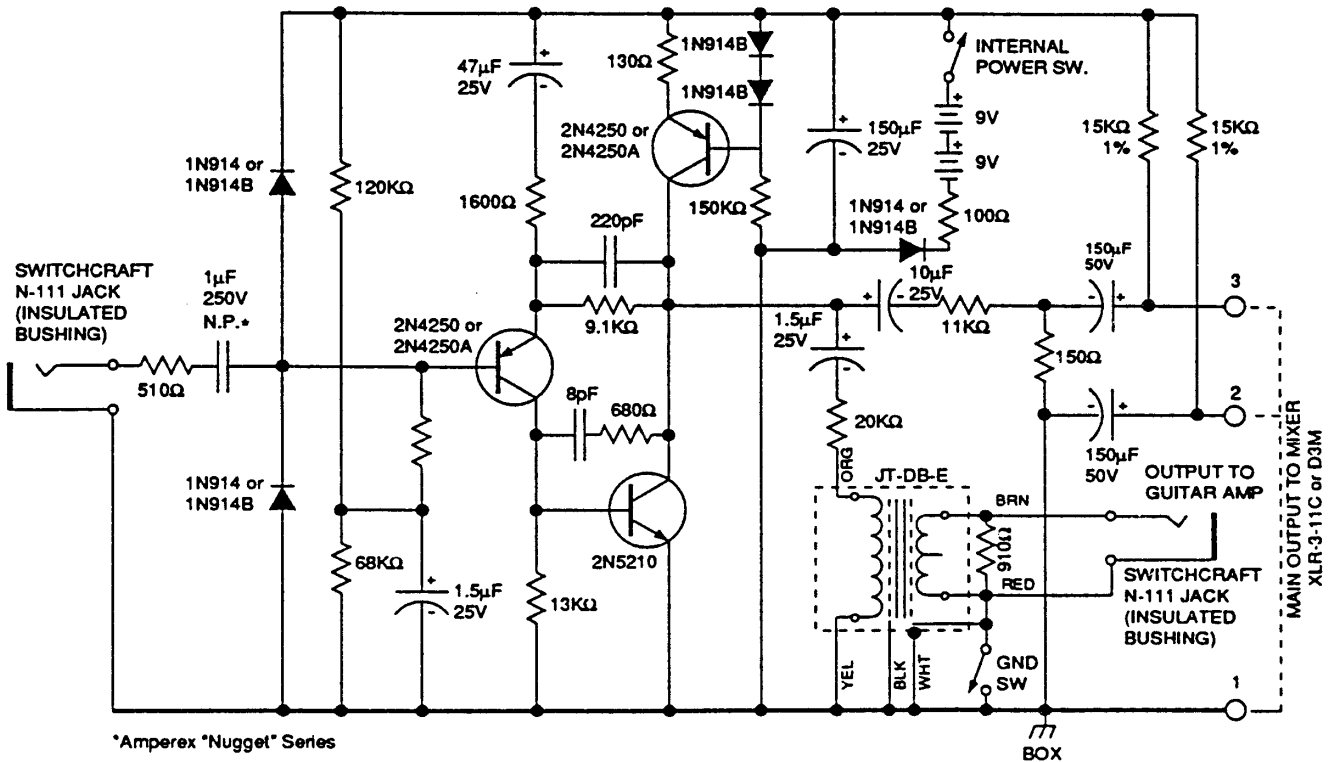 1N914B
INTERNAL
POWER SW.
130Ω
47µF
25V
1N914B
2N4250 or
2N4250A
150µF
25V
9V
9V
15KΩ
1%
15KΩ
1%
1N914 or
1N914B
120KΩ
1600Ω
150KΩ
1N914 or
1N914B
100Ω
220pF
SWITCHCRAFT
N-111 JACK
(INSULATED
BUSHING)
1µF
250V
N.P.*
10µF
25V
150µF
50V
3
2N4250 or
2N4250A
9.1KΩ
1.5µF
25V
11KΩ
150Ω
510Ω
8pF
680Ω
2
20KΩ
150µF
50V
ORG
JT-DB-E
OUTPUT TO
GUITAR AMP
1N914 or
1N914B
BRN
910Ω
68KΩ
2N5210
RED
SWITCHCRAFT
N-111 JACK
(INSULATED
BUSHING)
1.5µF
25V
13KΩ
YEL
BLK
WHT
GND
SW
1
MAIN OUTPUT TO MIXER
XLR-3-11C or D3M
*Amperex "Nugget" Series
BOX